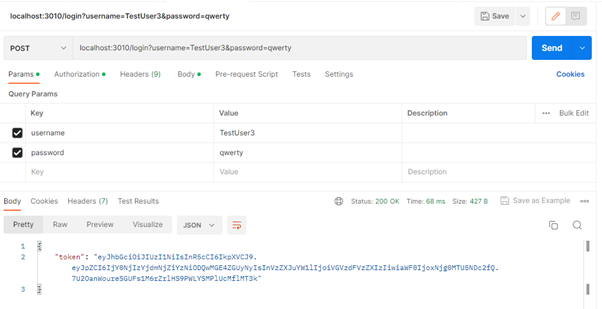 localhost:3010/login?username=TestUser3&password=qwerty
Save
POST
localhost:3010/login?username=TestUser3&password=qwerty
Send
Params
Authorization
Headers (9)
Body
Pre-request Script
Tests
Settings
Cookies
Query Params
Key
Value
Description
Bulk Edit
username
TestUser3
password
qwerty
Key
Value
Description
Body
Cookies
Headers (7)
Test Results
Status: 200 OK
Time: 68 ms
Size: 427 B
Save as Example
Pretty
Raw
Preview
Visualize
JSON
1
2
"token":
3